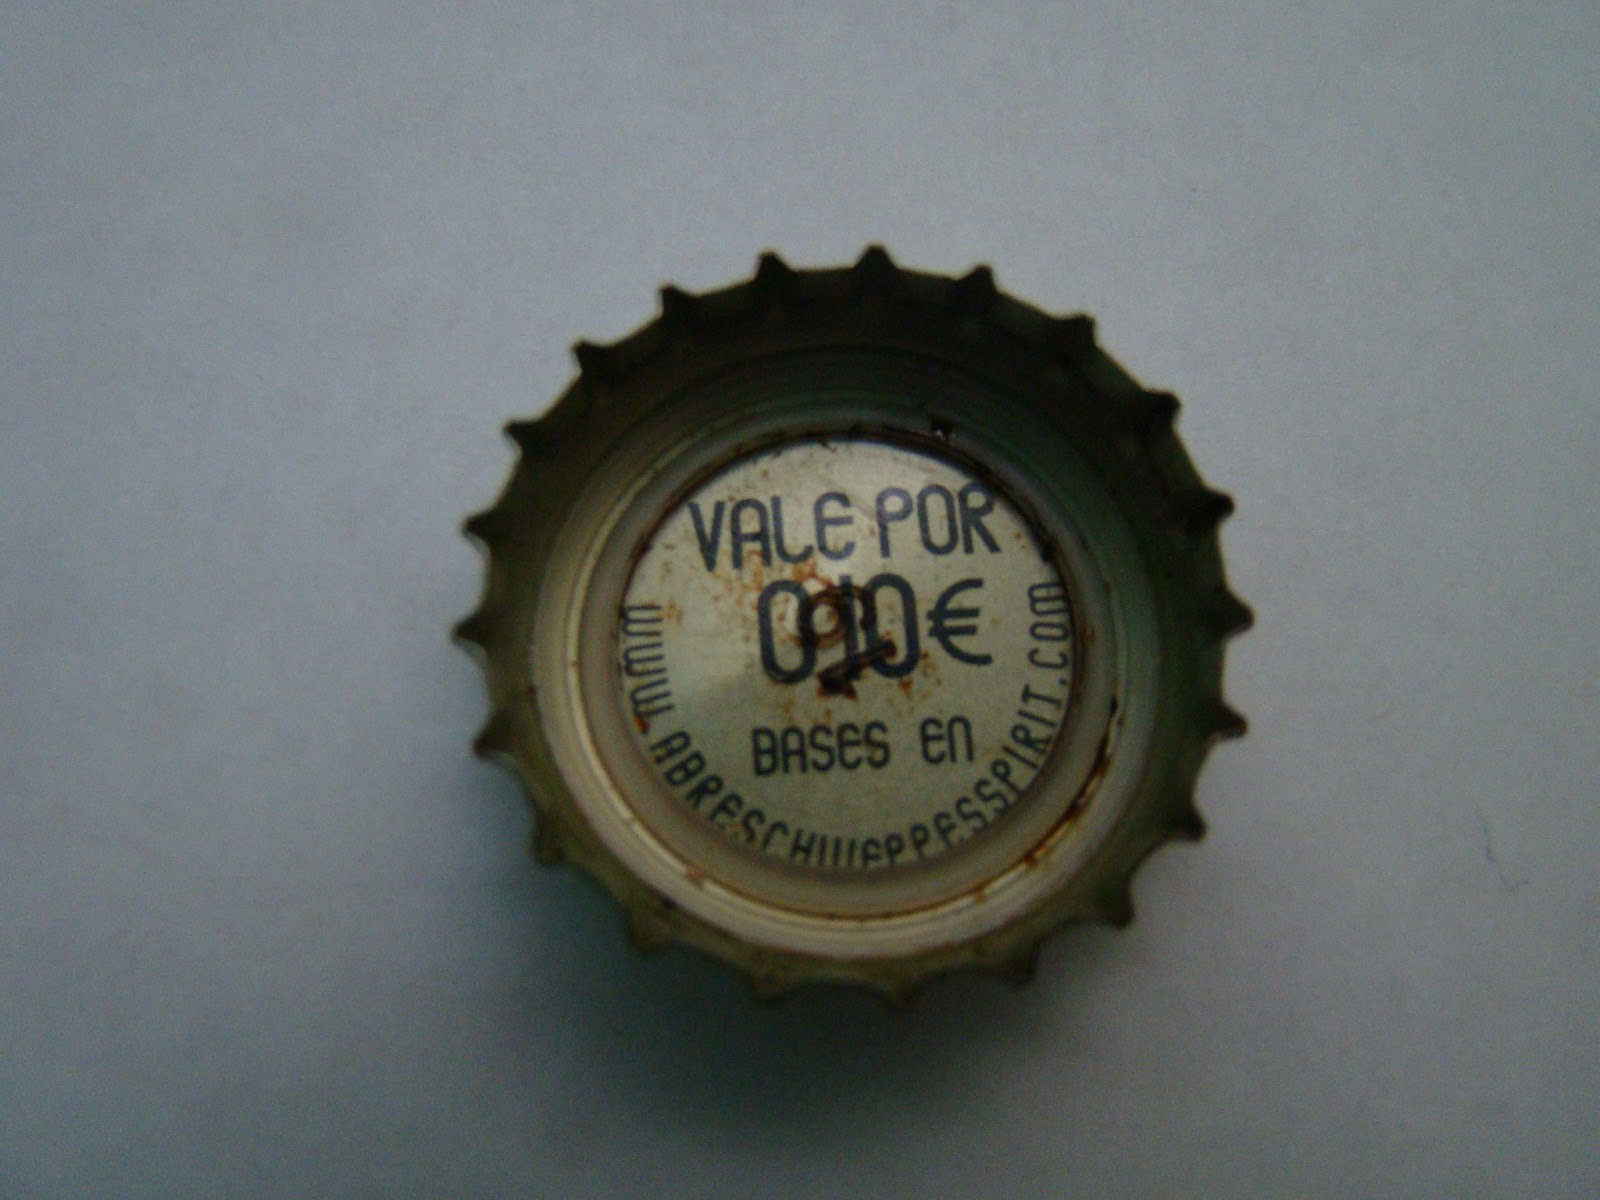 VALE POR
0,10€
BASES EN
WWW.ABRESCHWEPPESSPIRIT.COM